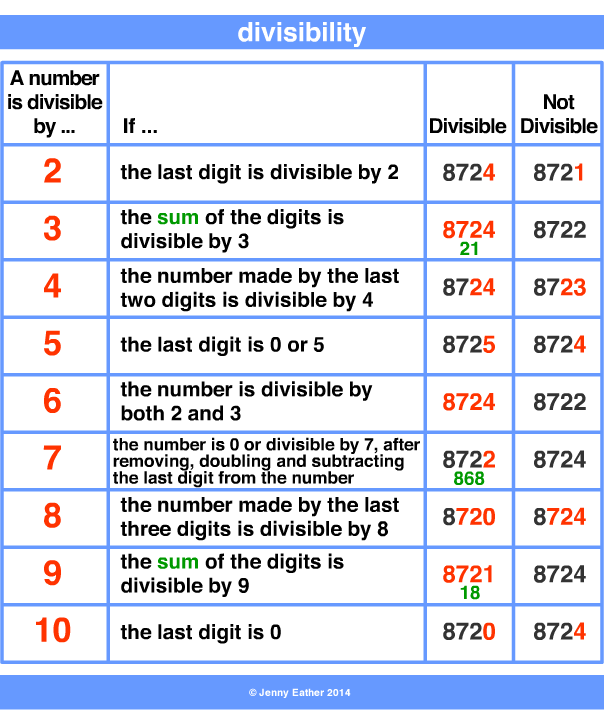 divisibility
A number
is divisible
by ...
If ...
Divisible
Not
Divisible
2
the last digit is divisible by 2
8724
8721
3
the sum of the digits is
divisible by 3
8724
21
8722
4
the number made by the last
two digits is divisible by 4
8724
8723
5
the last digit is 0 or 5
8725
8724
6
the number is divisible by
both 2 and 3
8724
8722
7
the number is 0 or divisible by 7, after
removing, doubling and subtracting
the last digit from the number
8722
868
8724
8
the number made by the last
three digits is divisible by 8
8720
8724
9
the sum of the digits is
divisible by 9
8721
18
8724
10
the last digit is 0
8720
8724
© Jenny Eather 2014